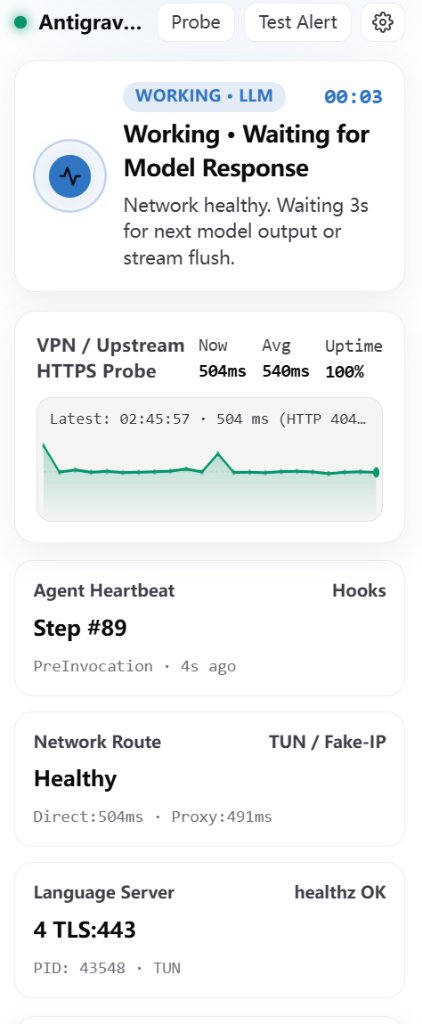 Antigrav...
Probe
Test Alert
WORKING • LLM
00:03
Working • Waiting for
Model Response
Network healthy. Waiting 3s
for next model output or
stream flush.
VPN / Upstream
HTTPS Probe
Now
504ms
Avg
540ms
Uptime
100%
Latest: 02:45:57 · 504 ms (HTTP 404…
Agent Heartbeat
Hooks
Step #89
PreInvocation · 4s ago
Network Route
TUN / Fake-IP
Healthy
Direct:504ms · Proxy:491ms
Language Server
healthz OK
4 TLS:443
PID: 43548 · TUN